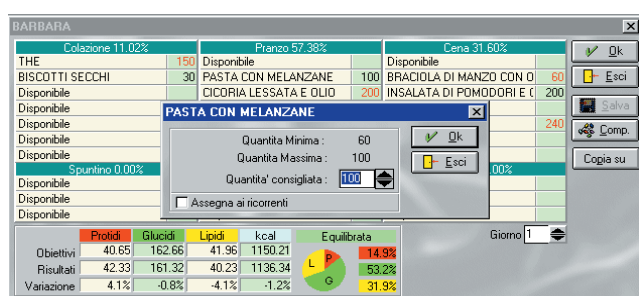 BARBARA
Colazione 11.02% Pranzo 57.38% Cena 31.60%
THE 150 Disponibile Disponibile
BISCOTTI SECCHI 30 PASTA CON MELANZANE 100 BRACIOLA DI MANZO CON O 60
Disponibile CICORIA LESSATA E OLIO 200 INSALATA DI POMODORI E ( 200
Disponibile
Disponibile 240
Disponibile
Disponibile
Spuntino 0.00% .00%
Disponibile
Disponibile
Disponibile
PASTA CON MELANZANE
Quantita Minima : 60
Quantita Massima : 100
Quantita' consigliata : 100
Assegna ai ricorrenti
Ok
Esci
Ok
Esci
Salva
Comp.
Copia su
Giorno 1
Protidi Glucidi Lipidi kcal Equilibrata
Obiettivi 40.65 162.66 41.96 1150.21 14.9%
Risultati 42.33 161.32 40.23 1136.34 53.2%
Variazione 4.1% -0.8% -4.1% -1.2% 31.9%
L P G